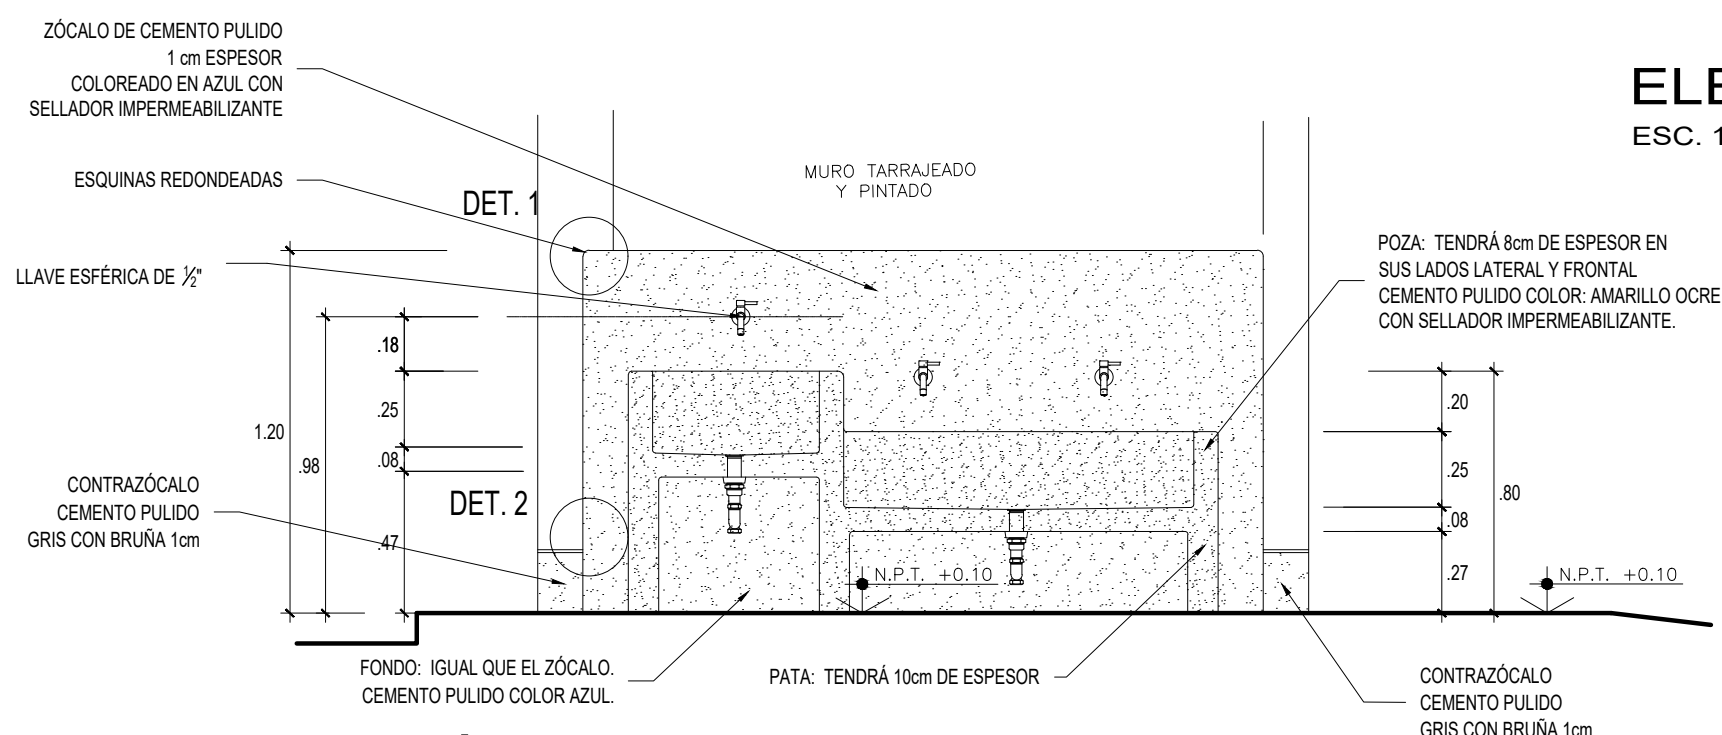 ZÓCALO DE CEMENTO PULIDO
1 cm ESPESOR
COLOREADO EN AZUL CON
SELLADOR IMPERMEABILIZANTE
ESC. 1
MURO TARRAJEADO
Y PINTADO
ESQUINAS REDONDEADAS
DET. 1
POZA: TENDRÁ 8cm DE ESPESOR EN
SUS LADOS LATERAL Y FRONTAL
CEMENTO PULIDO COLOR: AMARILLO OCRE
CON SELLADOR IMPERMEABILIZANTE.
LLAVE ESFÉRICA DE ½"
.18
.25
1.20
.08
.98
.47
.20
.25
.80
.08
.27
CONTRAZÓCALO
CEMENTO PULIDO
GRIS CON BRUÑA 1cm
DET. 2
N.P.T. +0.10
N.P.T. +0.10
FONDO: IGUAL QUE EL ZÓCALO.
CEMENTO PULIDO COLOR AZUL.
PATA: TENDRÁ 10cm DE ESPESOR
CONTRAZÓCALO
CEMENTO PULIDO
GRIS CON BRUÑA 1cm